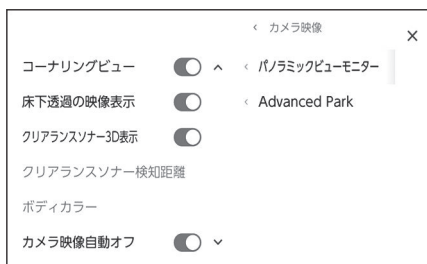 カメラ映像
コーナリングビュー
パノラミックビューモニター
床下透過の映像表示
Advanced Park
クリアランスソナー3D表示
クリアランスソナー検知距離
ボディカラー
カメラ映像自動オフ